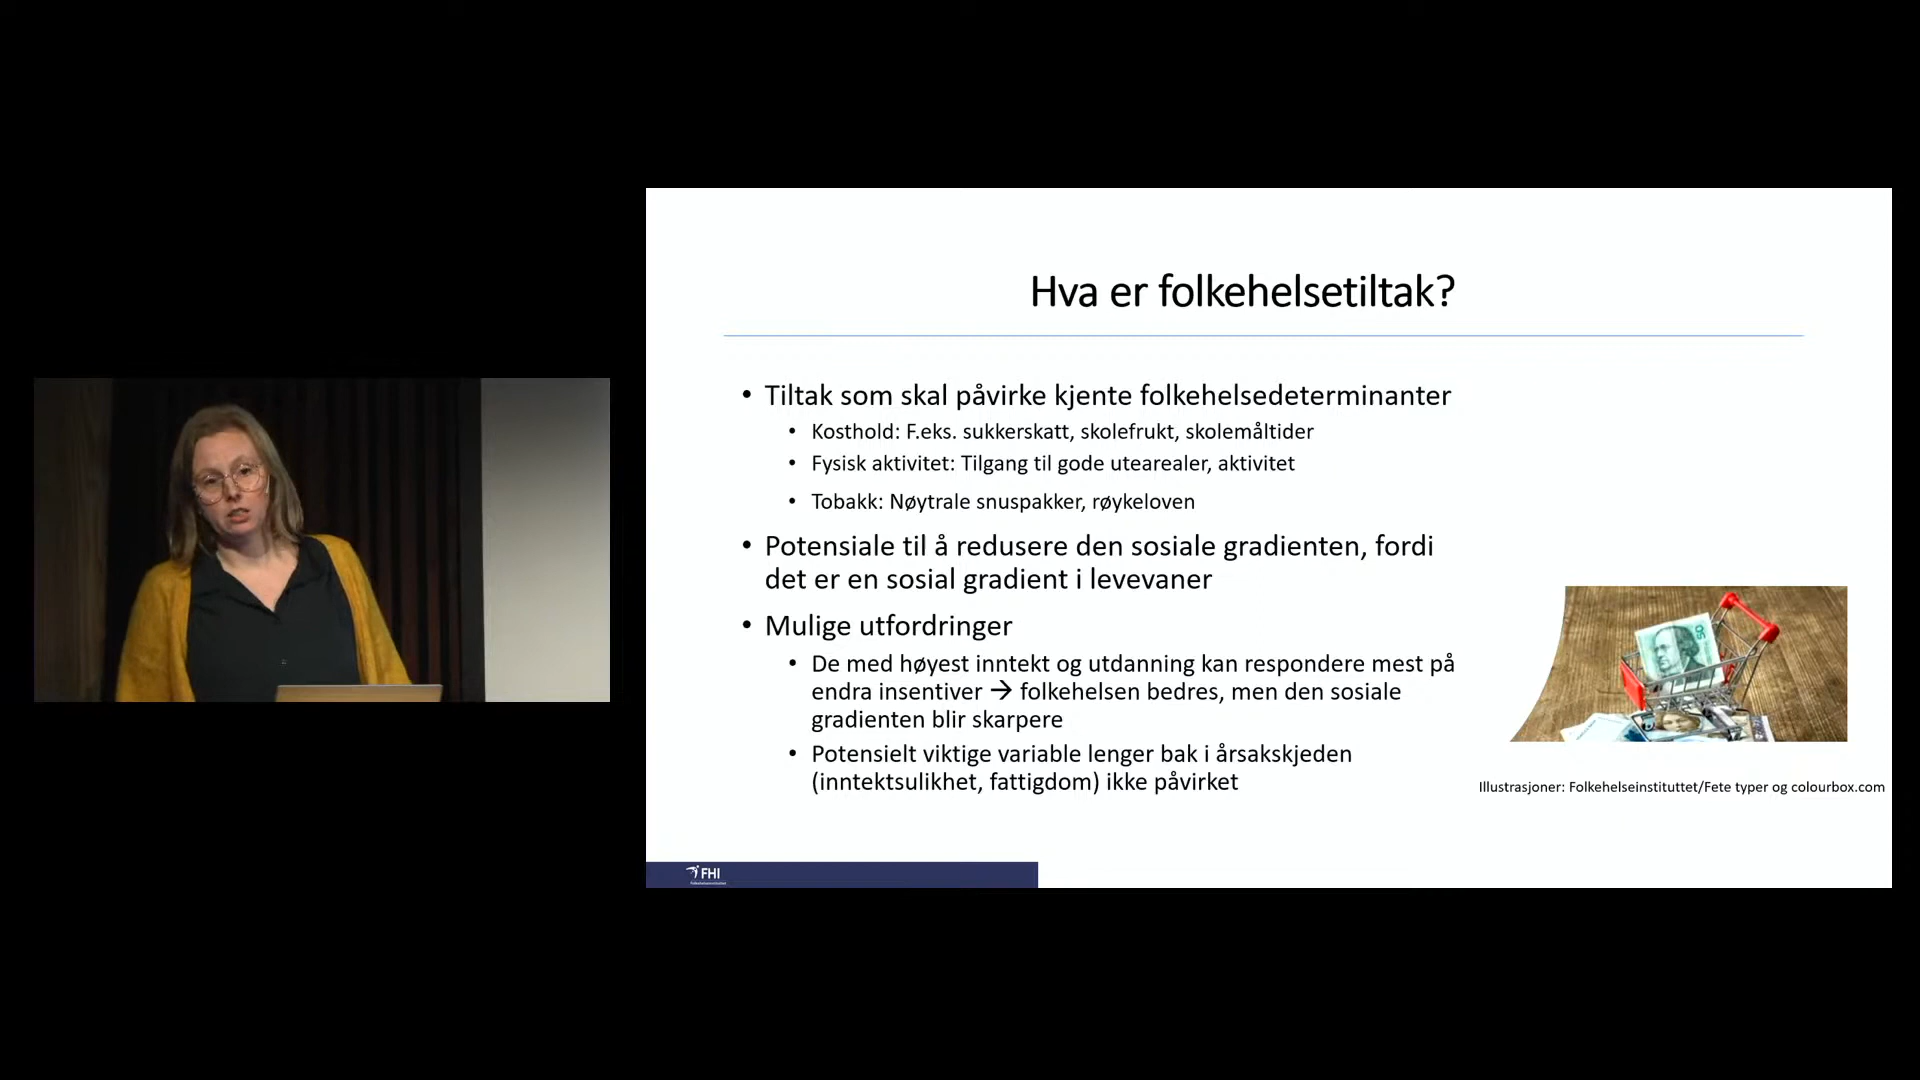 Hva er folkehelsetiltak?
• Tiltak som skal påvirke kjente folkehelsedeterminanter
• Kosthold: F.eks. sukkerskatt, skolefrukt, skolemåltider
• Fysisk aktivitet: Tilgang til gode utearealer, aktivitet
• Tobakk: Nøytrale snuspakker, røykeloven
• Potensiale til å redusere den sosiale gradienten, fordi
det er en sosial gradient i levevaner
• Mulige utfordringer
• De med høyest inntekt og utdanning kan respondere mest på
endra insentiver → folkehelsen bedres, men den sosiale
gradienten blir skarpere
• Potensielt viktige variable lenger bak i årsakskjeden
(inntektsulikhet, fattigdom) ikke påvirket
50
Illustrasjoner: Folkehelseinstituttet/Fete typer og colourbox.com
FHI
Folkehelseinstituttet